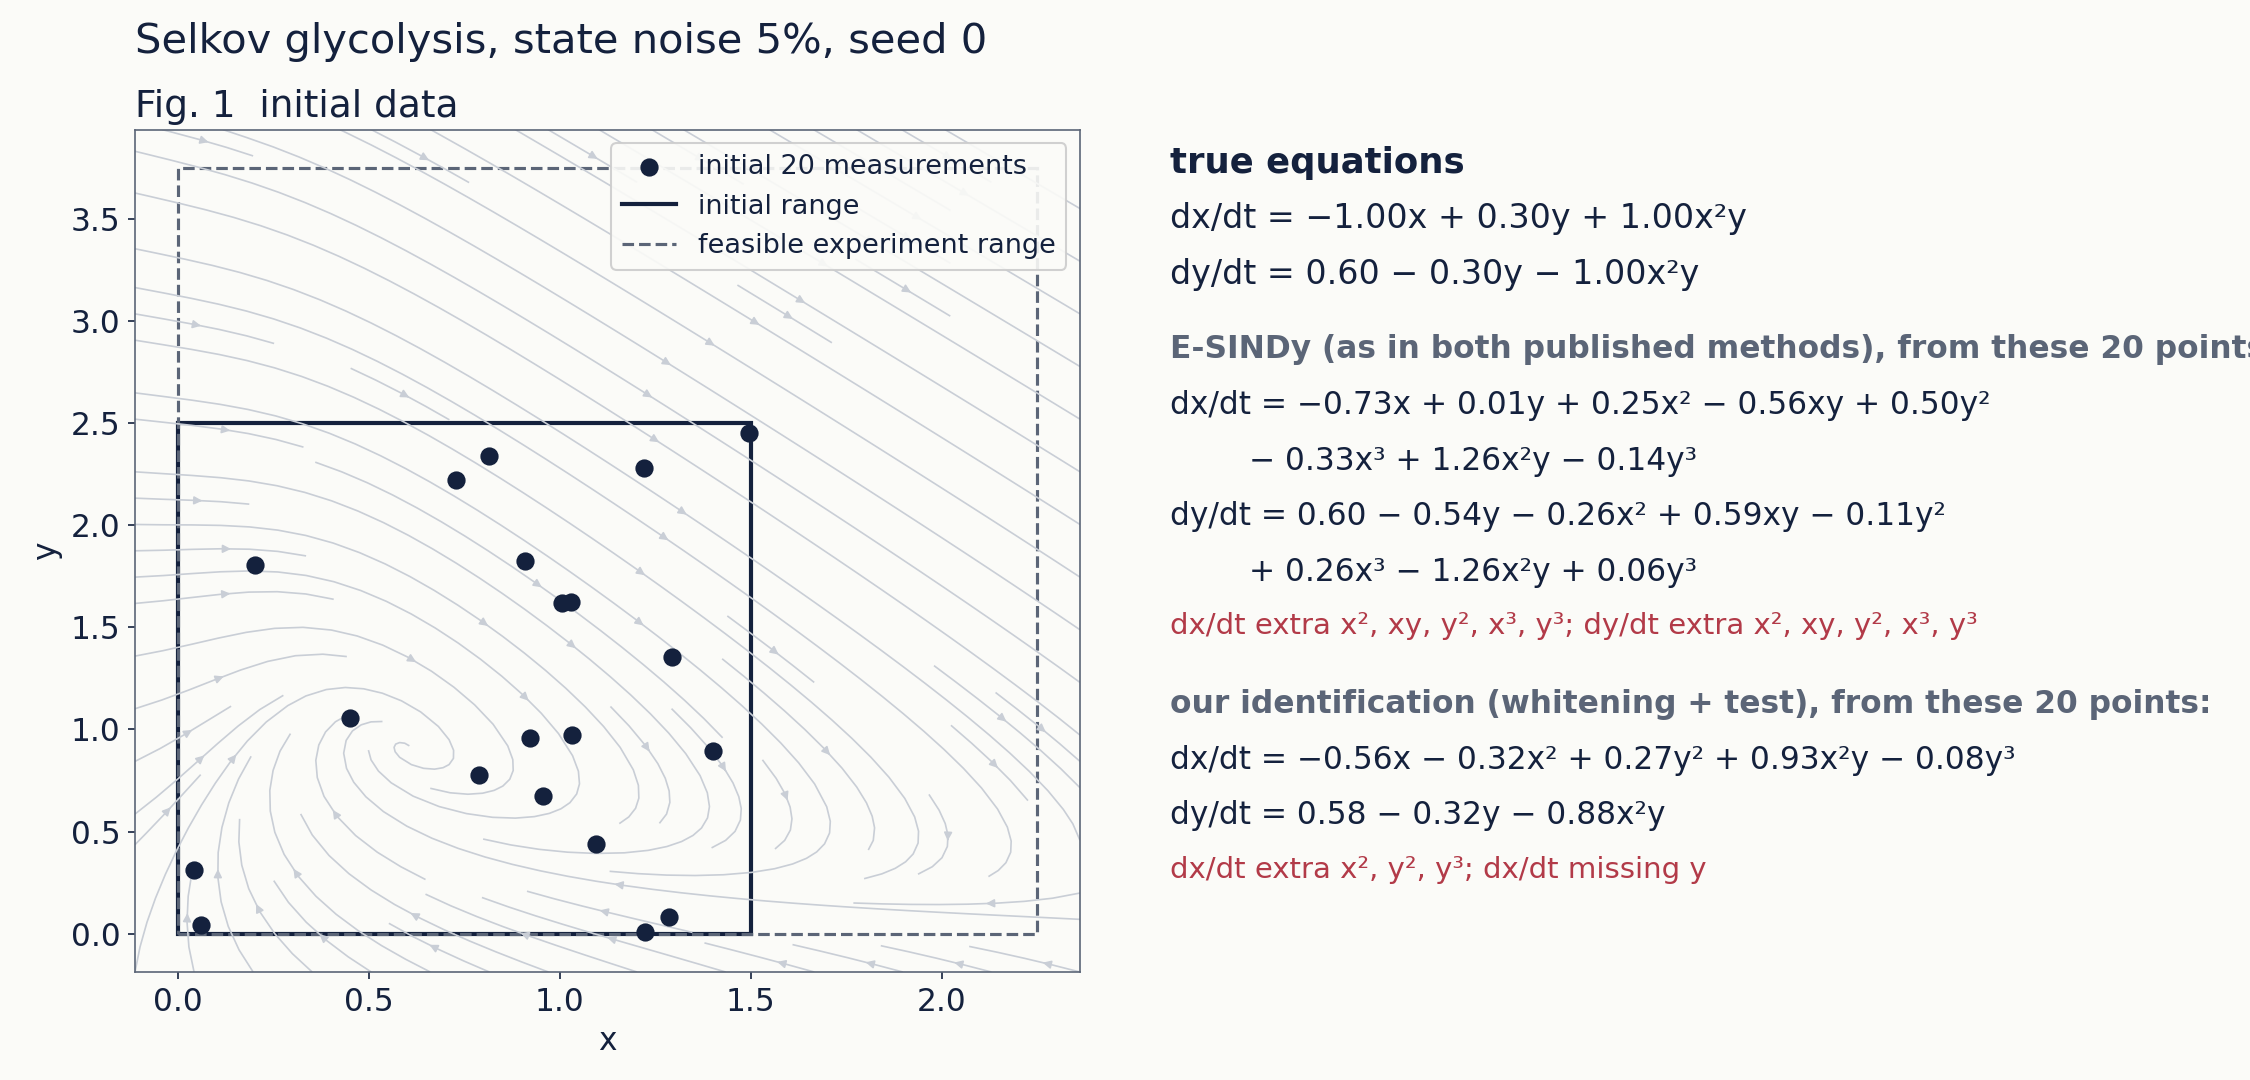 Selkov glycolysis, state noise 5%, seed 0
Fig. 1 initial data
initial 20 measurements
initial range
feasible experiment range
3.5
3.0
2.5
2.0
1.5
1.0
0.5
0.0
y
0.0 0.5 1.0 1.5 2.0
x
true equations
dx/dt = −1.00x + 0.30y + 1.00x²y
dy/dt = 0.60 − 0.30y − 1.00x²y
E-SINDy (as in both published methods), from these 20 points
dx/dt = −0.73x + 0.01y + 0.25x² − 0.56xy + 0.50y²
− 0.33x³ + 1.26x²y − 0.14y³
dy/dt = 0.60 − 0.54y − 0.26x² + 0.59xy − 0.11y²
+ 0.26x³ − 1.26x²y + 0.06y³
dx/dt extra x², xy, y², x³, y³; dy/dt extra x², xy, y², x³, y³
our identification (whitening + test), from these 20 points:
dx/dt = −0.56x − 0.32x² + 0.27y² + 0.93x²y − 0.08y³
dy/dt = 0.58 − 0.32y − 0.88x²y
dx/dt extra x², y², y³; dx/dt missing y